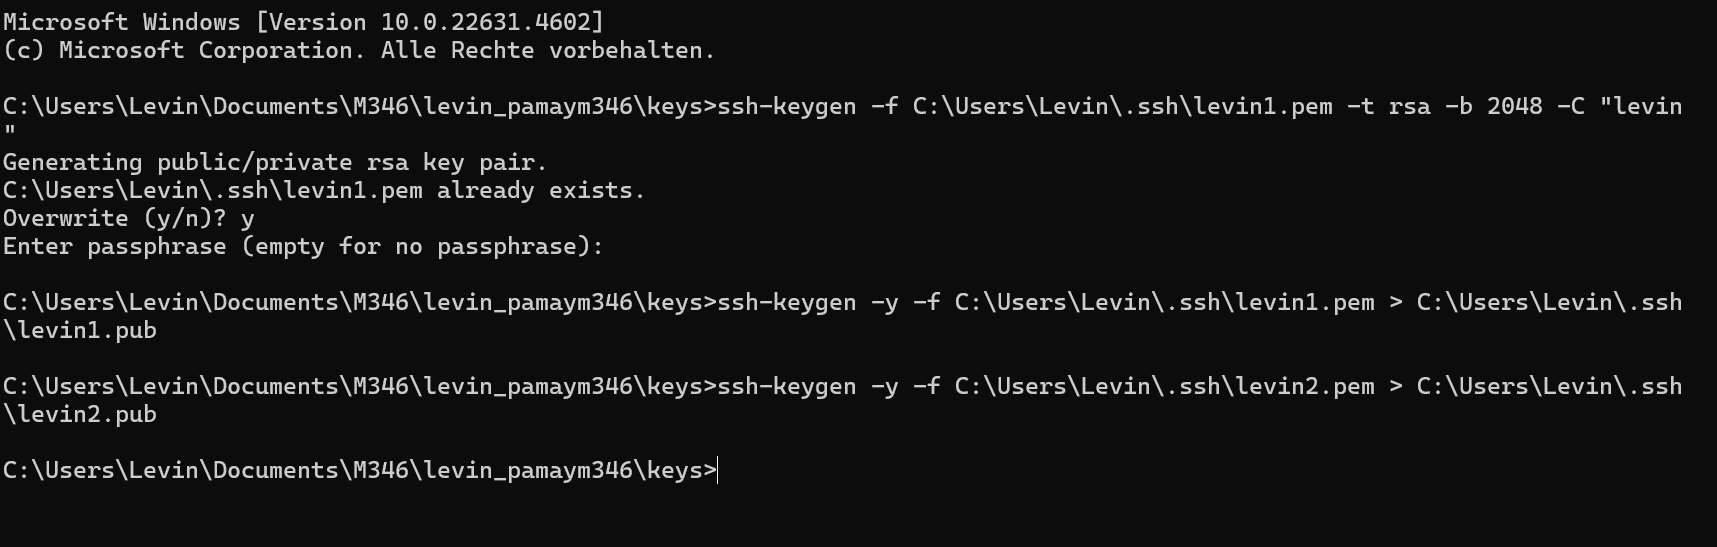 Microsoft Windows [Version 10.0.22631.4602]
(c) Microsoft Corporation. Alle Rechte vorbehalten.
C:\Users\Levin\Documents\M346\levin_pamaym346\keys>ssh-keygen -f C:\Users\Levin\.ssh\levin1.pem -t rsa -b 2048 -C "levin
"
Generating public/private rsa key pair.
C:\Users\Levin\.ssh\levin1.pem already exists.
Overwrite (y/n)? y
Enter passphrase (empty for no passphrase):
C:\Users\Levin\Documents\M346\levin_pamaym346\keys>ssh-keygen -y -f C:\Users\Levin\.ssh\levin1.pem > C:\Users\Levin\.ssh
\levin1.pub
C:\Users\Levin\Documents\M346\levin_pamaym346\keys>ssh-keygen -y -f C:\Users\Levin\.ssh\levin2.pem > C:\Users\Levin\.ssh
\levin2.pub
C:\Users\Levin\Documents\M346\levin_pamaym346\keys>